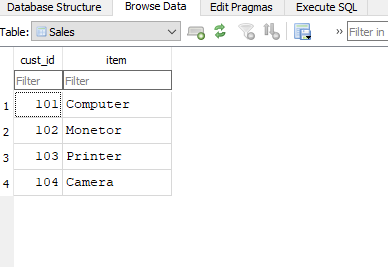 Database Structure Browse Data Edit Pragmas Execute SQL
Table: Sales » Filter in
cust_id item
Filter Filter
1 101 Computer
2 102 Monetor
3 103 Printer
4 104 Camera